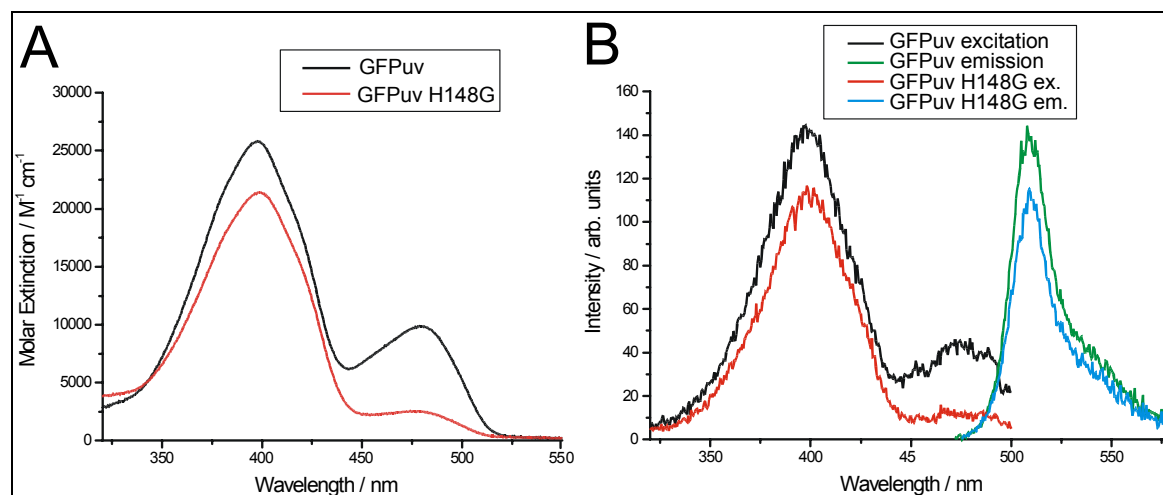 A
GFPuv
GFPuv H148G
30000
25000
20000
15000
10000
5000
0
350 400 450 500 550
Wavelength / nm
Molar Extinction / M⁻¹ cm⁻¹
B
GFPuv excitation
GFPuv emission
GFPuv H148G ex.
GFPuv H148G em.
160
140
120
100
80
60
40
20
0
350 400 45 500 550
Wavelength / nm
Intensity / arb. units